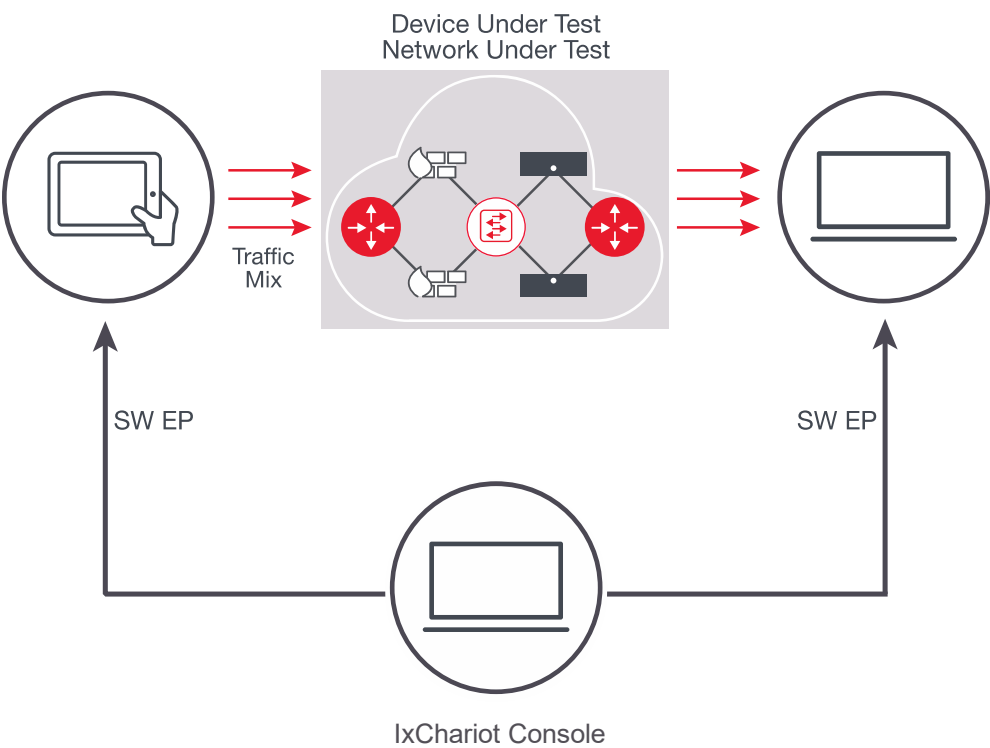 Device Under Test
Network Under Test
Traffic
Mix
SW EP
SW EP
IxChariot Console